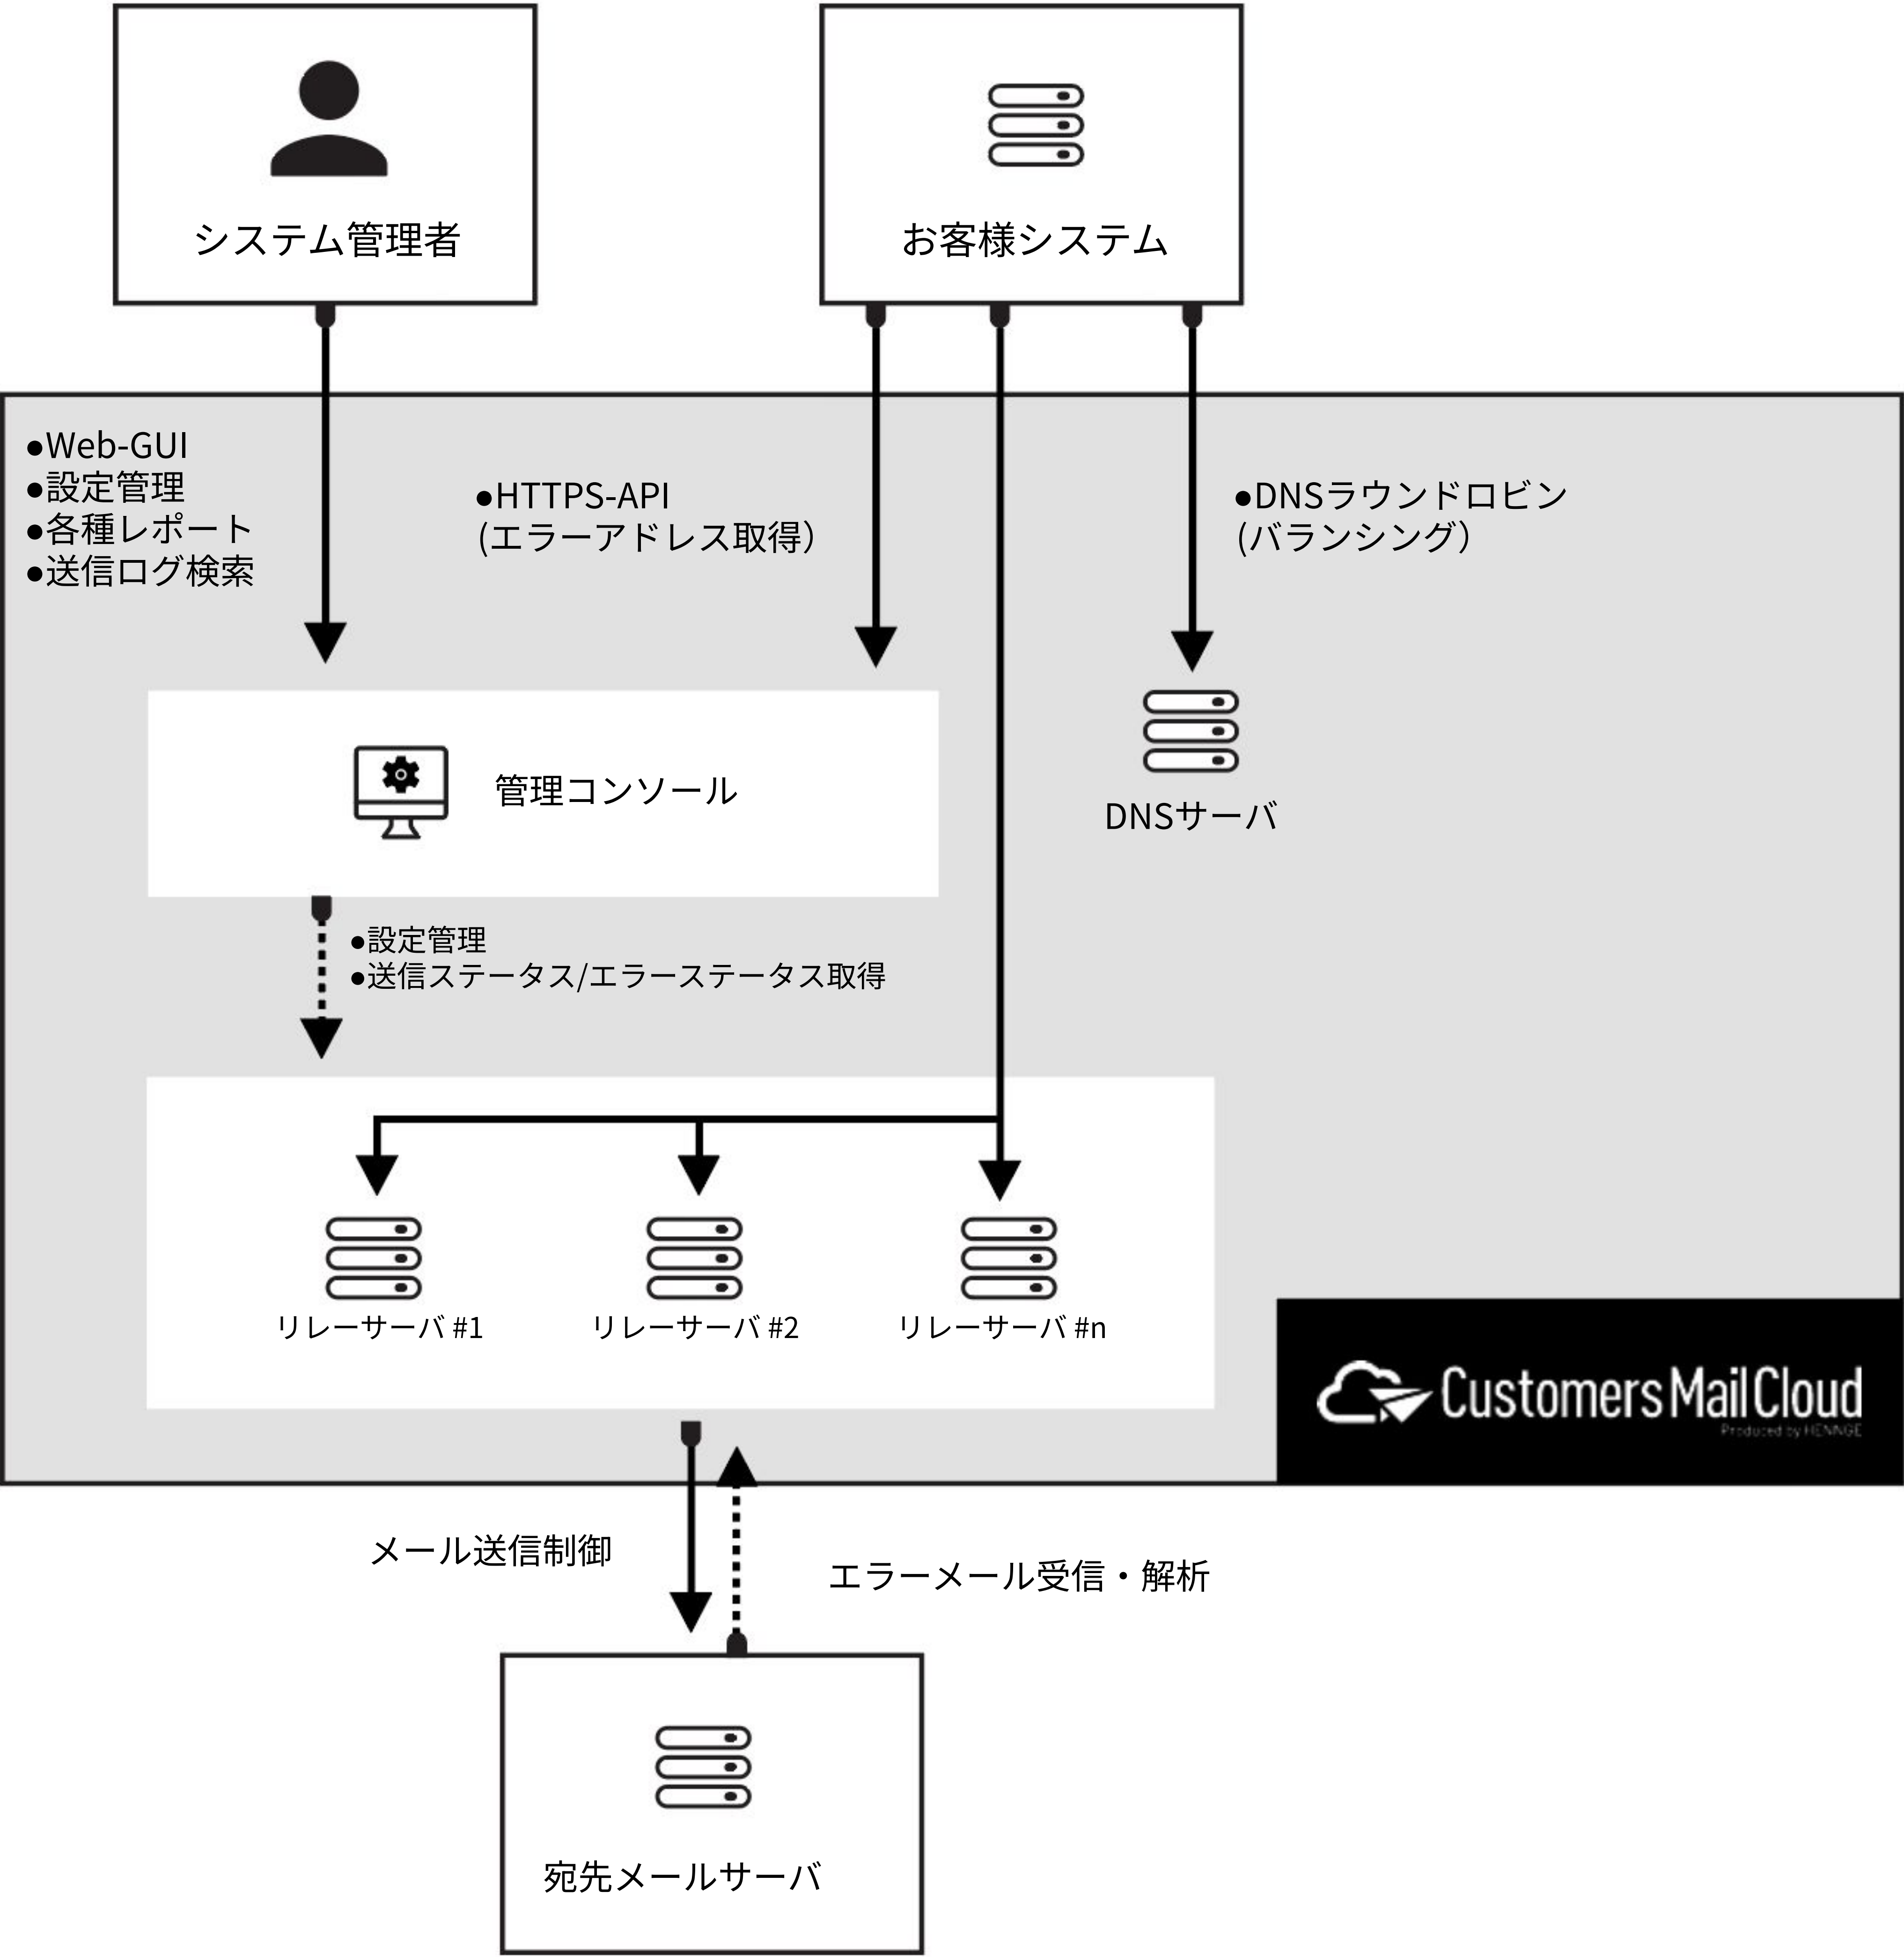 システム管理者
お客様システム
●Web-GUI
●設定管理
●各種レポート
●送信ログ検索
●HTTPS-API
(エラーアドレス取得）
●DNSラウンドロビン
(バランシング）
管理コンソール
DNSサーバ
●設定管理
●送信ステータス/エラーステータス取得
リレーサーバ #1
リレーサーバ #2
リレーサーバ #n
Customers Mail Cloud
Produced by HENNGE
メール送信制御
エラーメール受信・解析
宛先メールサーバ